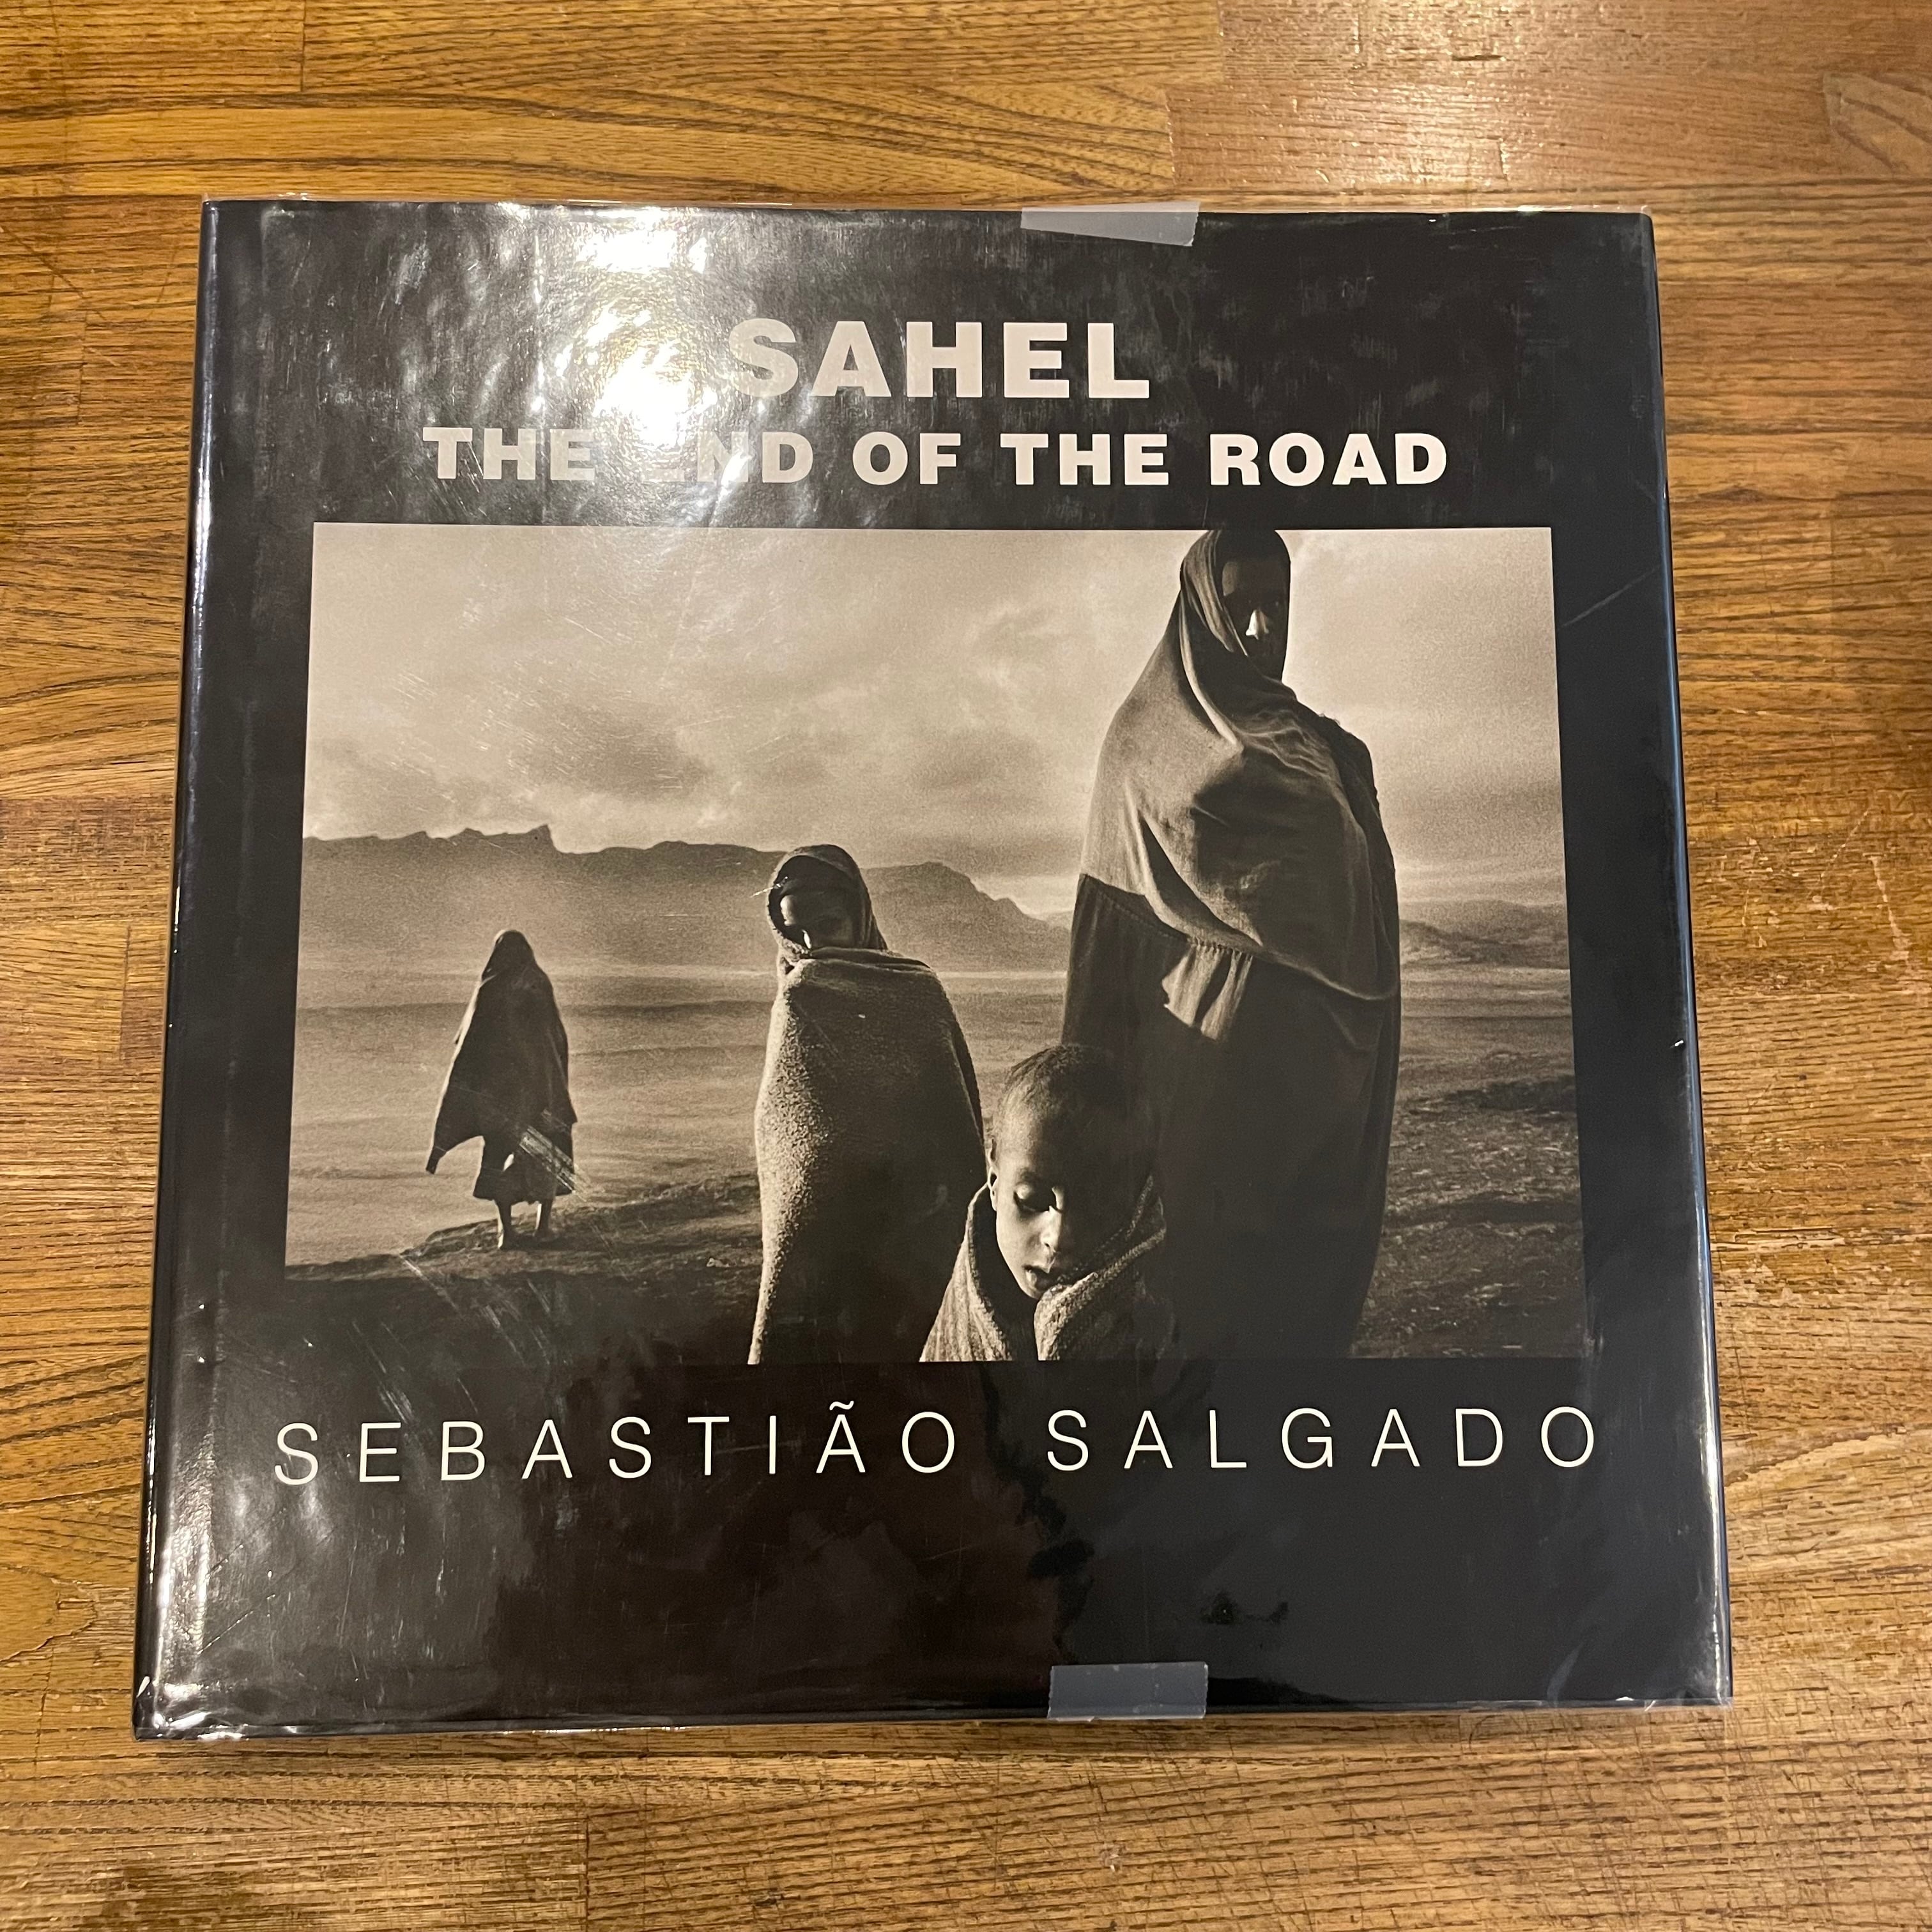 SAHEL
THE END OF THE ROAD
SEBASTIÃO SALGADO